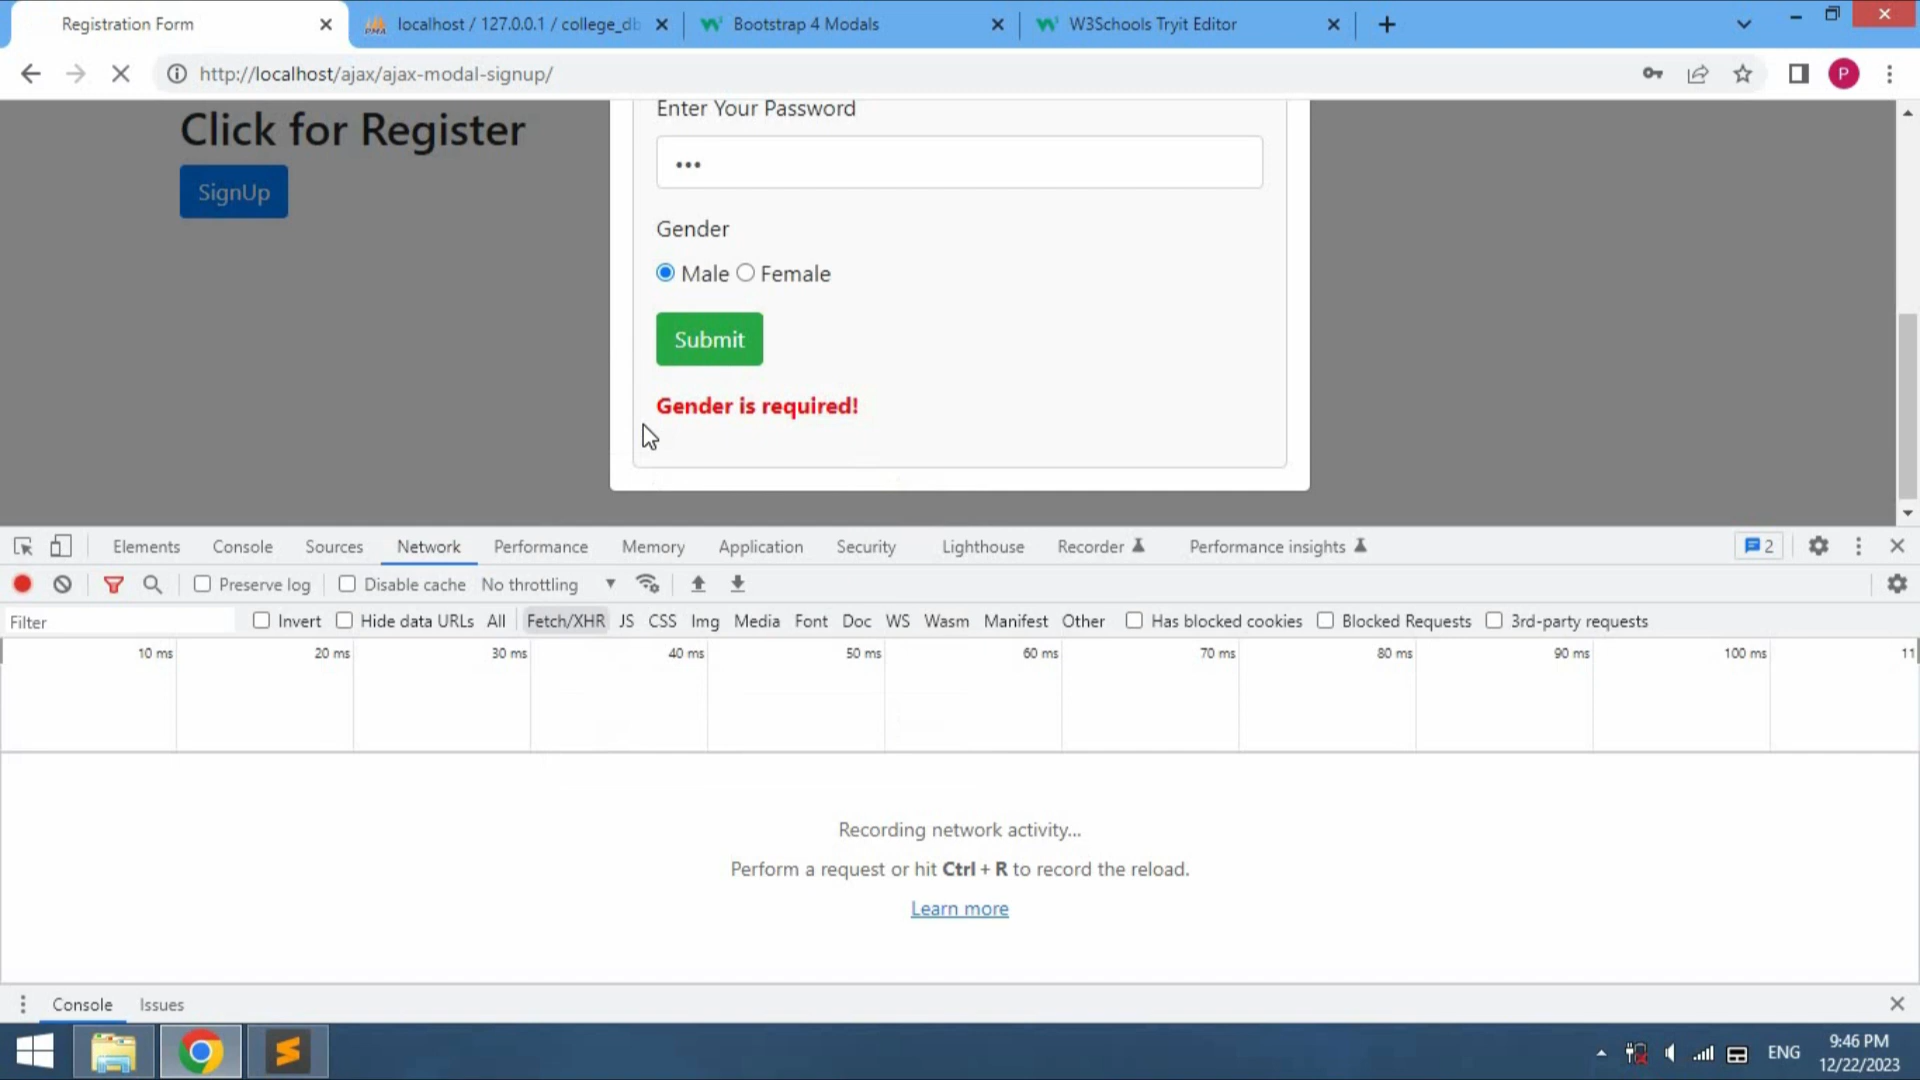 Registration Form
localhost / 127.0.0.1 / college_db
Bootstrap 4 Modals
W3Schools Tryit Editor
http://localhost/ajax/ajax-modal-signup/
P
Click for Register
SignUp
Enter Your Password
Gender
Male Female
Submit
Gender is required!
Elements Console Sources Network Performance Memory Application Security Lighthouse Recorder Performance insights 2
Preserve log Disable cache No throttling
Filter Invert Hide data URLs All Fetch/XHR JS CSS Img Media Font Doc WS Wasm Manifest Other Has blocked cookies Blocked Requests 3rd-party requests
10 ms 20 ms 30 ms 40 ms 50 ms 60 ms 70 ms 80 ms 90 ms 100 ms 11
Recording network activity...
Perform a request or hit Ctrl + R to record the reload.
Learn more
Console Issues
ENG
9:46 PM
12/22/2023